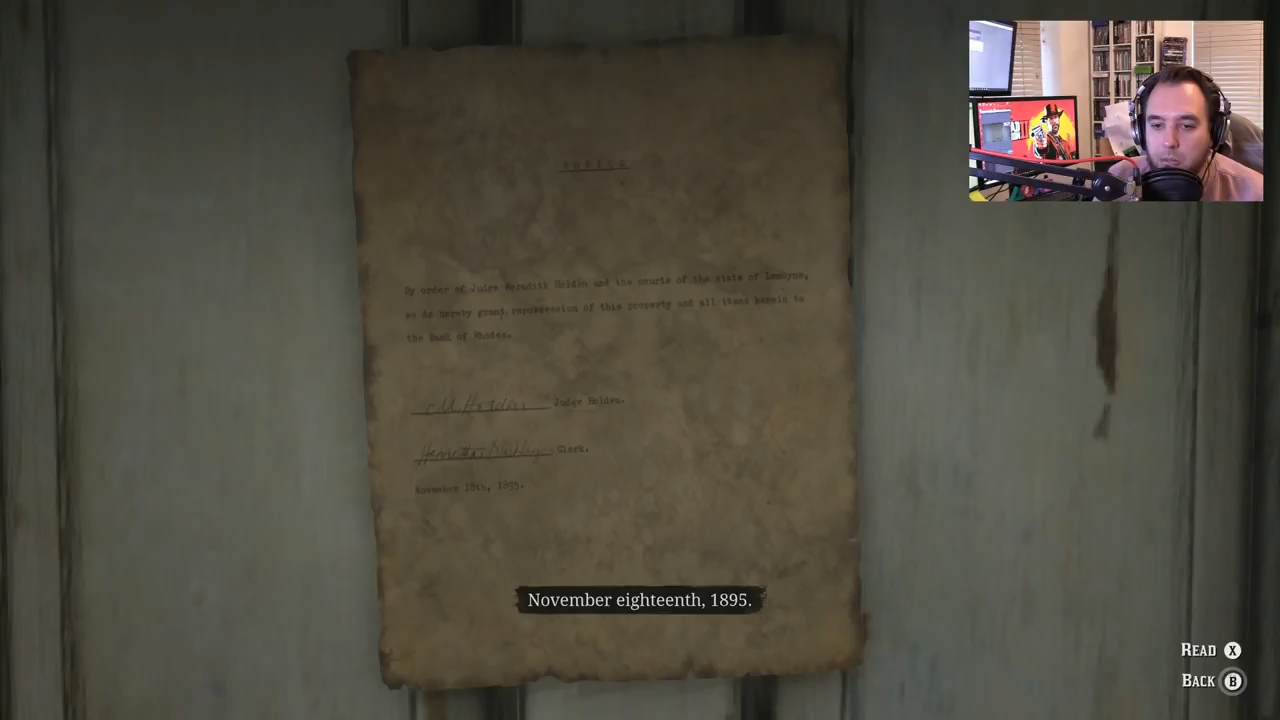 NOTICE
By order of Judge Meredith Holden and the courts of the state of Lemoyne,
we do hereby grant repossession of this property and all items herein to
the Bank of Rhodes.
M. Holden Judge Holden.
Clerk.
November 18th, 1895.
November eighteenth, 1895.
READ X
BACK B